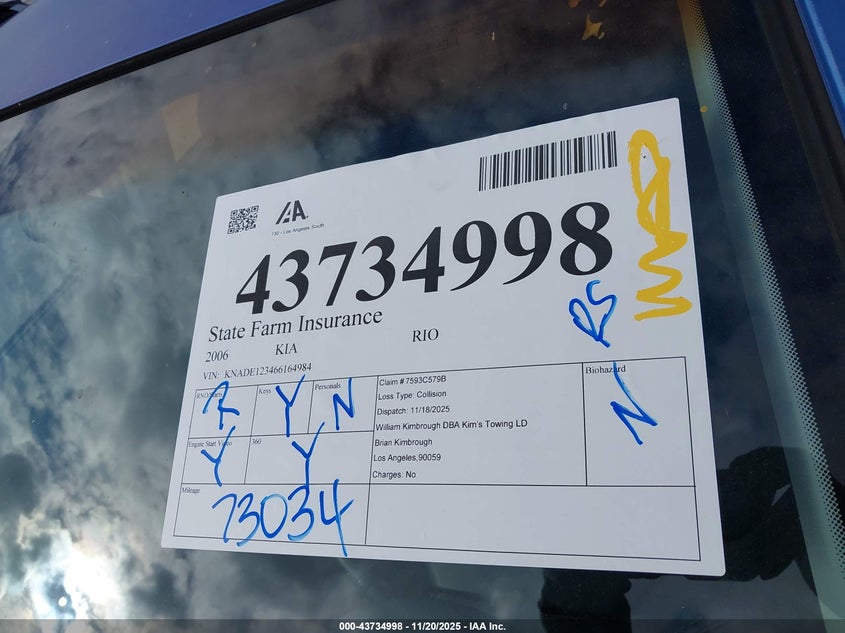 IAA.
130 - Los Angeles South
43734998
State Farm Insurance
2006 KIA RIO
VIN: KNADE123466164984
RS
Keys Personals
R Y N
Engine Start Video 360
Y Y
Mileage
73034
Claim # 7593C579B
Loss Type: Collision
Dispatch: 11/18/2025
William Kimbrough DBA Kim's Towing LD
Brian Kimbrough
Los Angeles,90059
Charges: No
Biohazard
N
000-43734998 - 11/20/2025 - IAA Inc.